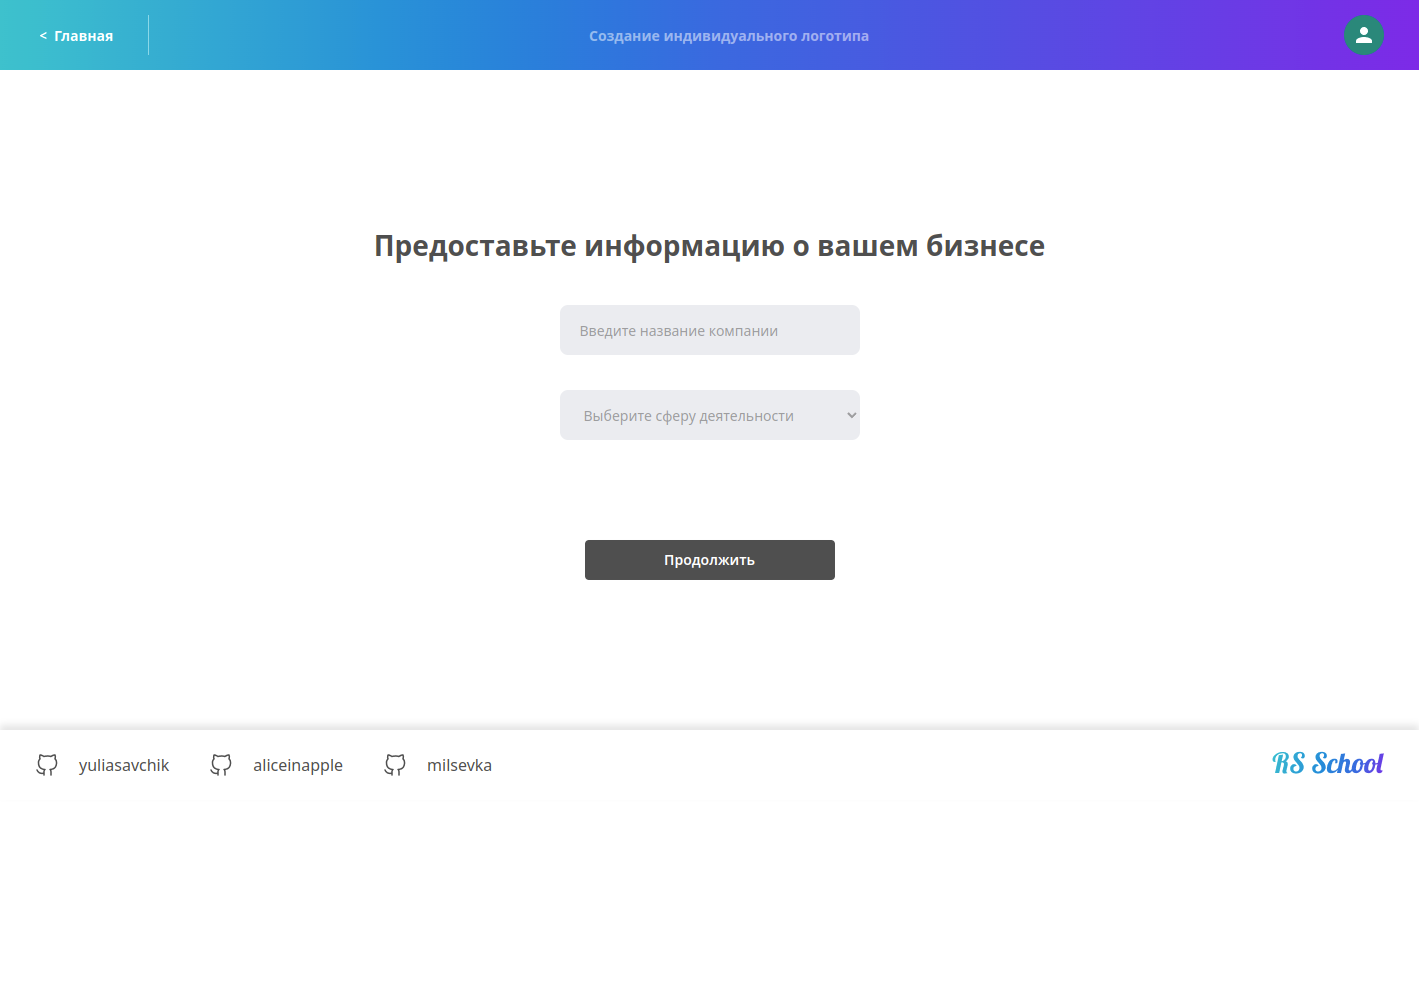 < Главная
Создание индивидуального логотипа
Предоставьте информацию о вашем бизнесе
Введите название компании
Выберите сферу деятельности
Продолжить
yuliasavchik
aliceinapple
milsevka
RS School